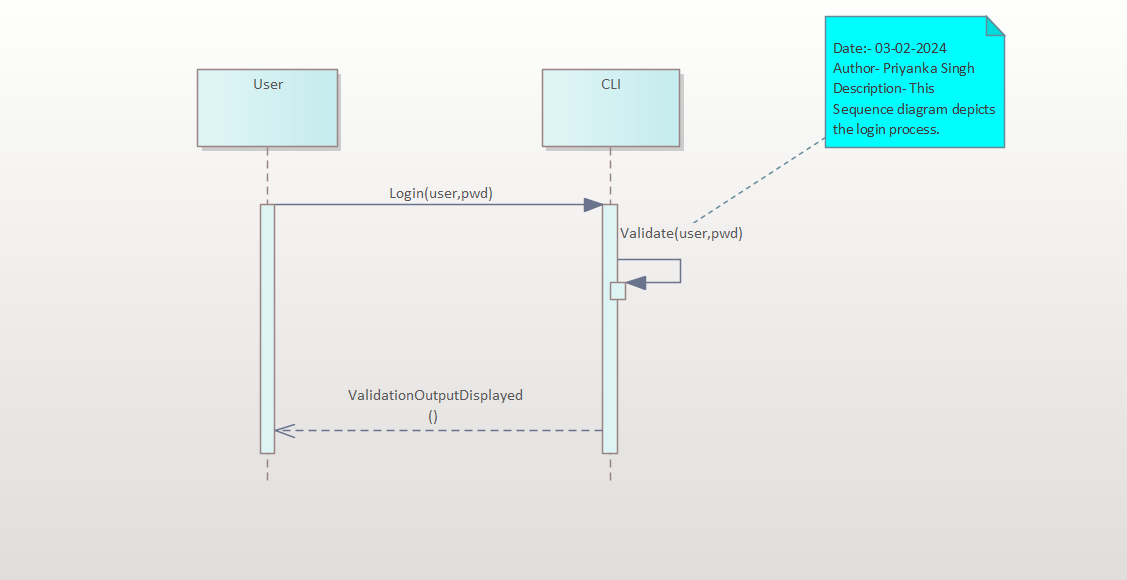 Date:- 03-02-2024
Author- Priyanka Singh
Description- This
Sequence diagram depicts
the login process.
User
CLI
Login(user,pwd)
Validate(user,pwd)
ValidationOutputDisplayed
()